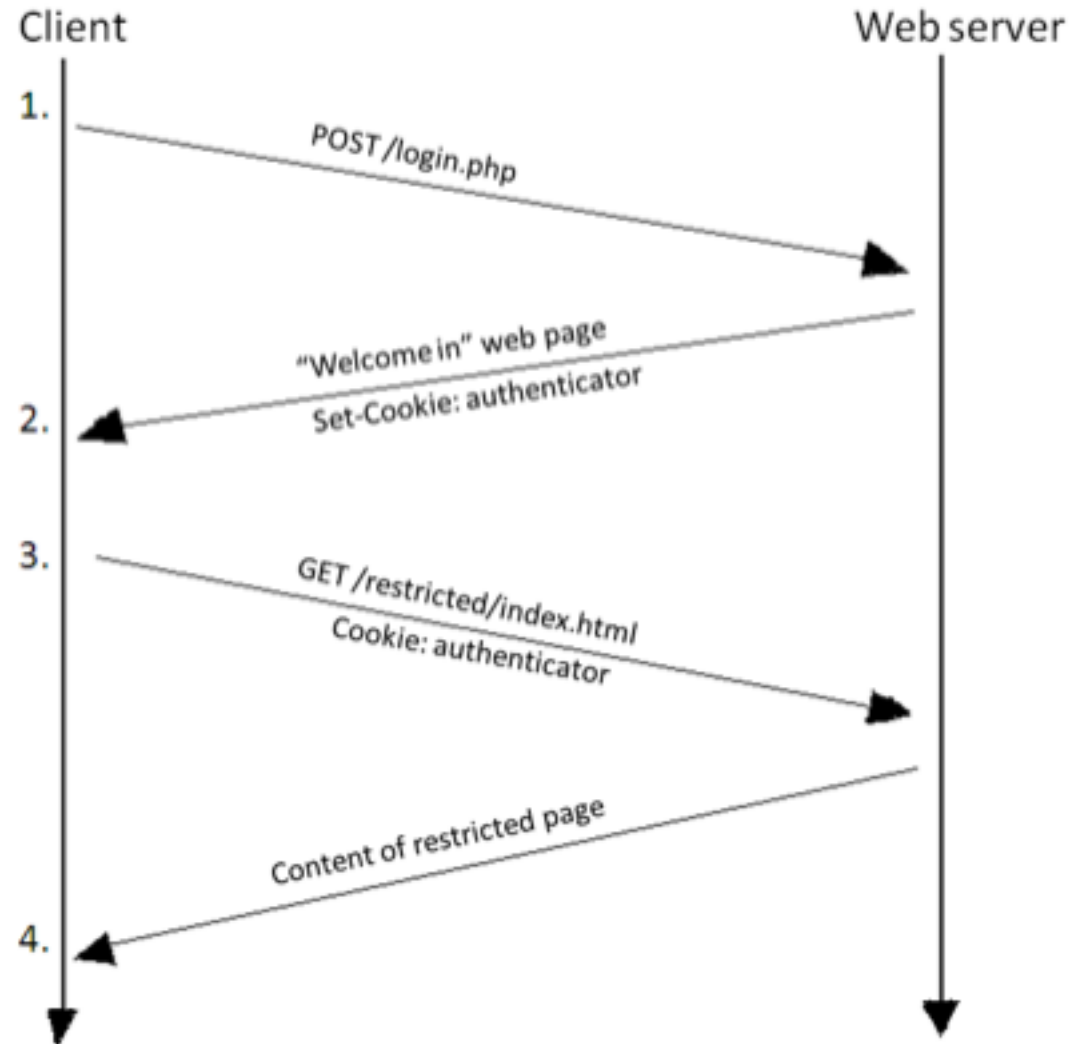 Client
Web server
1.
POST /login.php
“Welcome in” web page
Set-Cookie: authenticator
2.
3.
GET /restricted/index.html
Cookie: authenticator
Content of restricted page
4.